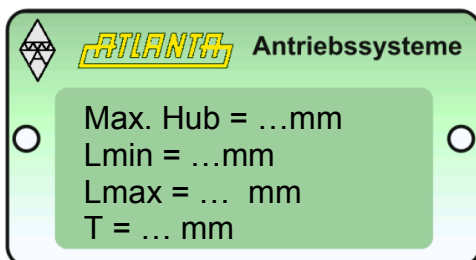 ATLANTA Antriebssysteme
Max. Hub = …mm
Lmin = …mm
Lmax = … mm
T = … mm